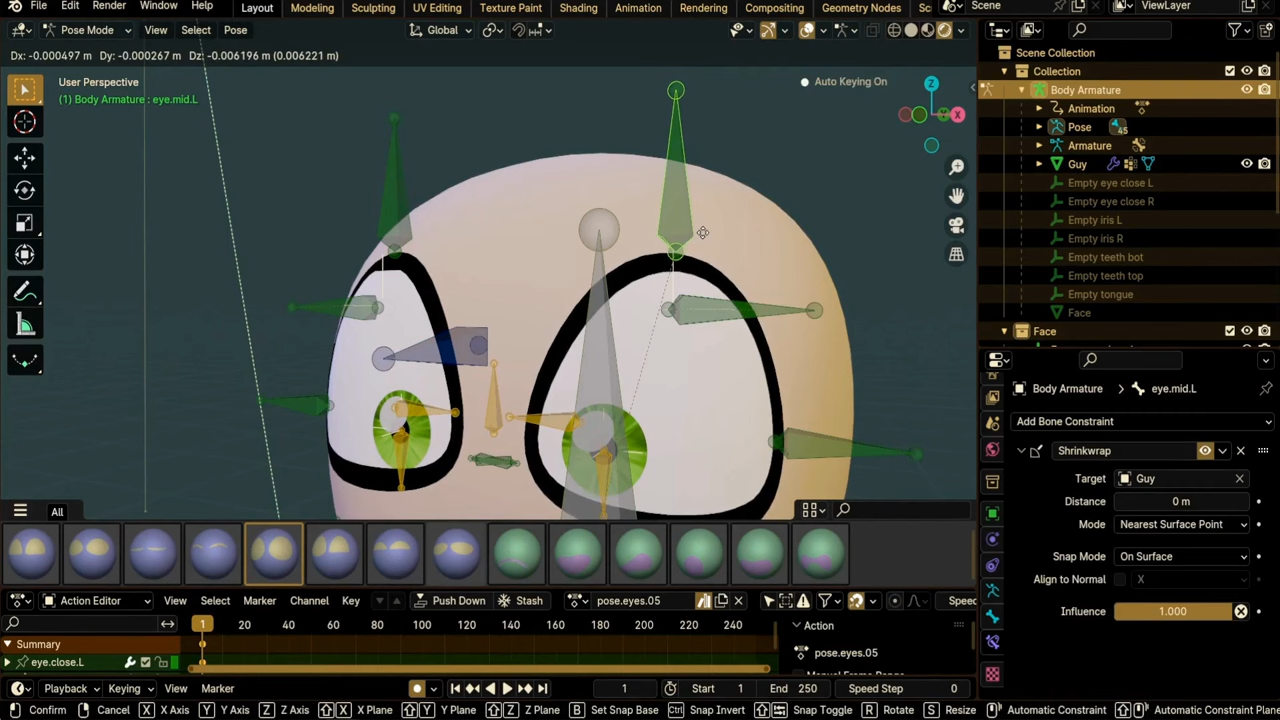 File Edit Render Window Help Layout Modeling Sculpting UV Editing Texture Paint Shading Animation Rendering Compositing Geometry Nodes Scene ViewLayer
Pose Mode View Select Pose Global
Dx: -0.000497 m Dy: -0.000267 m Dz: -0.006196 m (0.006221 m)
User Perspective
(1) Body Armature : eye.mid.L
Auto Keying On
Z
Y
X
Scene Collection
Collection
Body Armature
Animation
Pose 45
Armature
Guy
Empty eye close L
Empty eye close R
Empty iris L
Empty iris R
Empty teeth bot
Empty teeth top
Empty tongue
Face
Face
Body Armature eye.mid.L
Add Bone Constraint
Shrinkwrap
Target Guy
Distance 0 m
Mode Nearest Surface Point
Snap Mode On Surface
Align to Normal X
Influence 1.000
All
Action Editor View Select Marker Channel Key Push Down Stash pose.eyes.05
1 20 40 60 80 100 120 140 160 180 200 220 240
Summary
eye.close.L
Action
pose.eyes.05
Manual Frame Range
Playback Keying View Marker 1 Start 1 End 250 Speed Step 0
Confirm Cancel X X Axis Y Y Axis Z Z Axis X X Plane Y Y Plane Z Z Plane B Set Snap Base Ctrl Snap Invert Snap Toggle R Rotate S Resize Automatic Constraint Automatic Constraint Plane